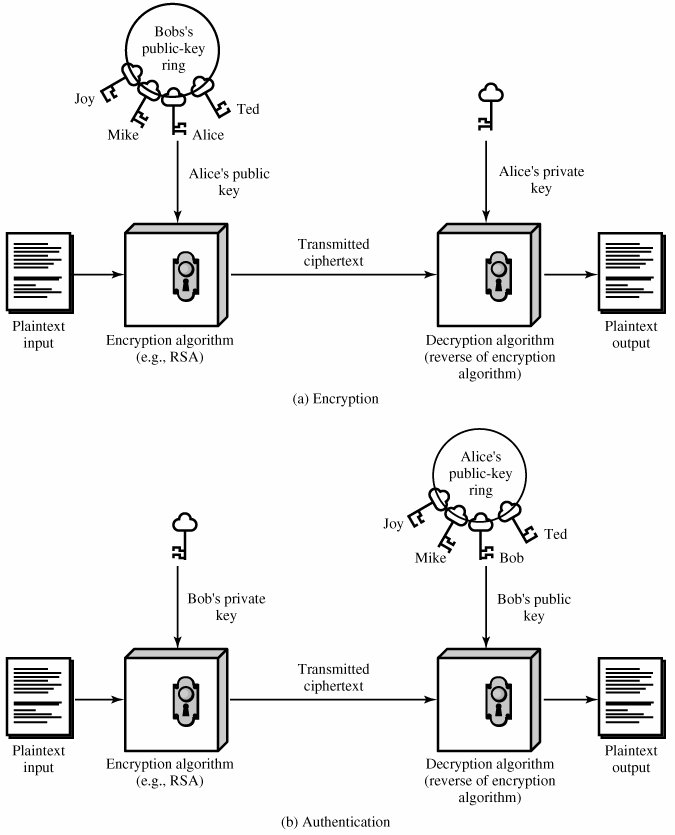 Bobs's
public-key
ring
Joy
Mike
Alice
Ted
Alice's public
key
Alice's private
key
Transmitted
ciphertext
Plaintext
input
Encryption algorithm
(e.g., RSA)
Decryption algorithm
(reverse of encryption
algorithm)
Plaintext
output
(a) Encryption
Alice's
public-key
ring
Joy
Mike
Bob
Ted
Bob's private
key
Bob's public
key
Transmitted
ciphertext
Plaintext
input
Encryption algorithm
(e.g., RSA)
Decryption algorithm
(reverse of encryption
algorithm)
Plaintext
output
(b) Authentication